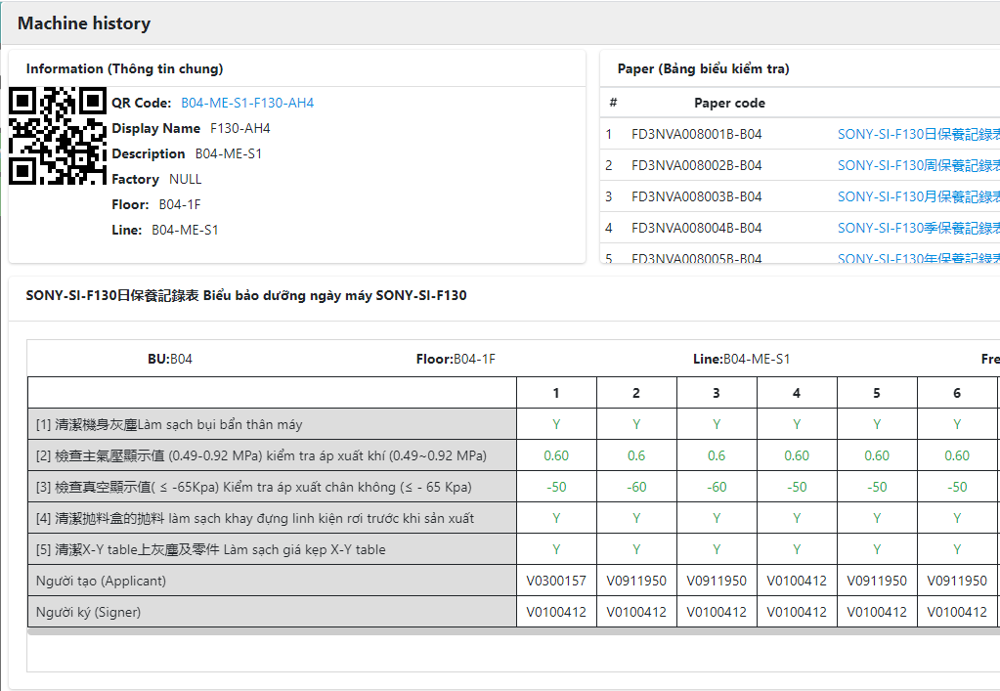 Machine history
Information (Thông tin chung)
QR Code: B04-ME-S1-F130-AH4
Display Name F130-AH4
Description B04-ME-S1
Factory NULL
Floor: B04-1F
Line: B04-ME-S1
Paper (Bảng biểu kiểm tra)
# Paper code
1 FD3NVA008001B-B04 SONY-SI-F130日保養記錄表
2 FD3NVA008002B-B04 SONY-SI-F130周保養記錄表
3 FD3NVA008003B-B04 SONY-SI-F130月保養記錄表
4 FD3NVA008004B-B04 SONY-SI-F130季保養記錄表
5 FD3NVA008005B-B04 SONY-SI-F130年保養記錄表
SONY-SI-F130日保養記錄表 Biểu bảo dưỡng ngày máy SONY-SI-F130
BU:B04 Floor:B04-1F Line:B04-ME-S1 Fre
1 2 3 4 5 6
[1] 清潔機身灰塵Làm sạch bụi bẩn thân máy Y Y Y Y Y Y
[2] 檢查主氣壓顯示值 (0.49-0.92 MPa) kiểm tra áp xuất khí (0.49~0.92 MPa) 0.60 0.6 0.6 0.60 0.60 0.60
[3] 檢查真空顯示值( ≤ -65Kpa) Kiểm tra áp xuất chân không (≤ - 65 Kpa) -50 -60 -60 -50 -50 -50
[4] 清潔拋料盒的拋料 làm sạch khay đựng linh kiện rơi trước khi sản xuất Y Y Y Y Y Y
[5] 清潔X-Y table上灰塵及零件 Làm sạch giá kẹp X-Y table Y Y Y Y Y Y
Người tạo (Applicant) V0300157 V0911950 V0911950 V0100412 V0911950 V0911950
Người ký (Signer) V0100412 V0100412 V0100412 V0100412 V0100412 V0100412